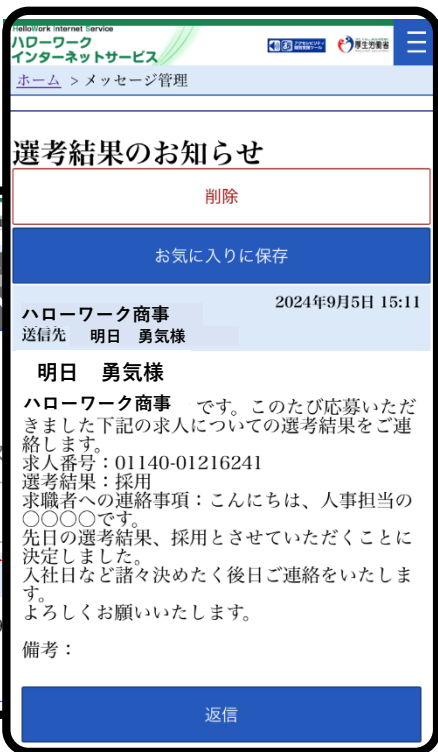 HelloWork Internet Service
ハローワーク
インターネットサービス
厚生労働省
ホーム > メッセージ管理
選考結果のお知らせ
削除
お気に入りに保存
2024年9月5日 15:11
ハローワーク商事
送信先 明日 勇気様
明日 勇気様
ハローワーク商事 です。このたび応募いただ
きました下記の求人についての選考結果をご連
絡します。
求人番号：01140-01216241
選考結果：採用
求職者への連絡事項：こんにちは、人事担当の
〇〇〇〇です。
先日の選考結果、採用とさせていただくことに
決定しました。
入社日など諸々決めたく後日ご連絡をいたしま
す。
よろしくお願いいたします。
備考：
返信